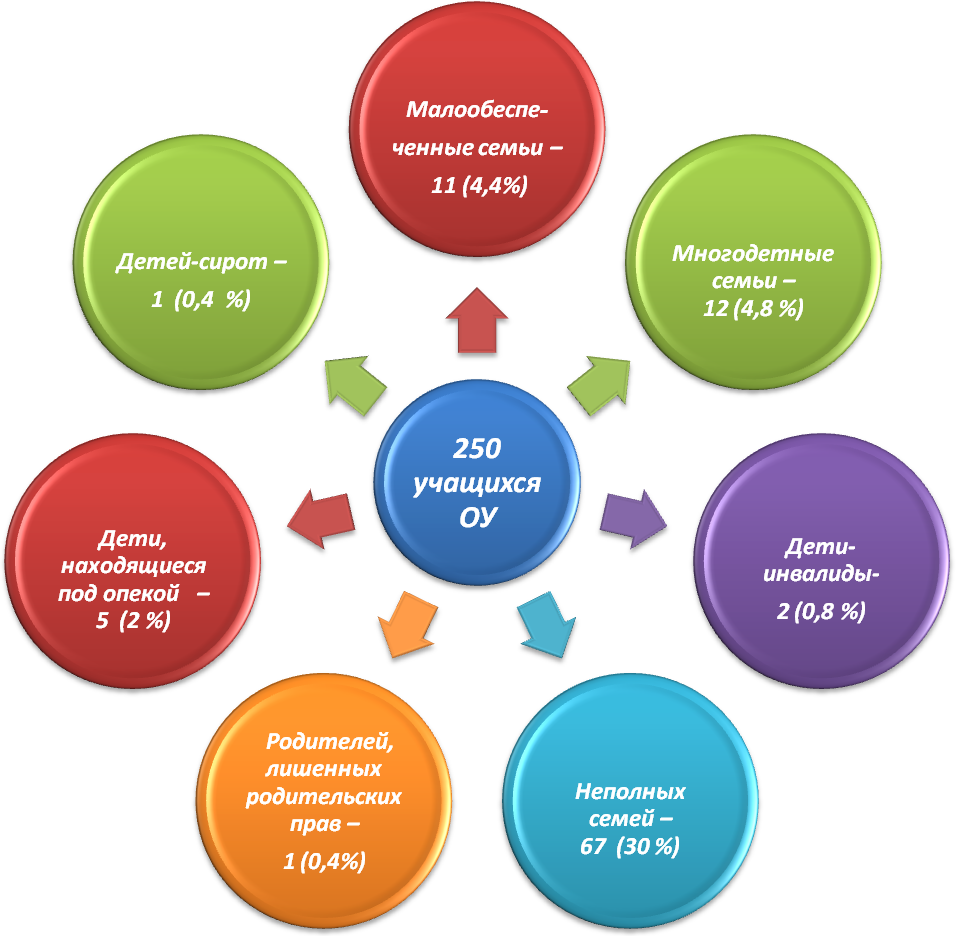 Малообеспе-
ченные семьи –
11 (4,4%)
Многодетные
семьи –
12 (4,8 %)
Дети-
инвалиды-
2 (0,8 %)
Неполных
семей –
67 (30 %)
Родителей,
лишенных
родительских
прав –
1 (0,4%)
Дети,
находящиеся
под опекой –
5 (2 %)
Детей-сирот –
1 (0,4 %)
250
учащихся
ОУ